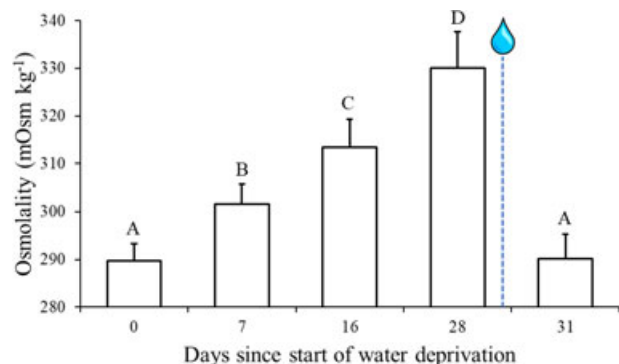 Osmolality (mOsm kg⁻¹)
340
330
320
310
300
290
280
A
B
C
D
A
0 7 16 28 31
Days since start of water deprivation